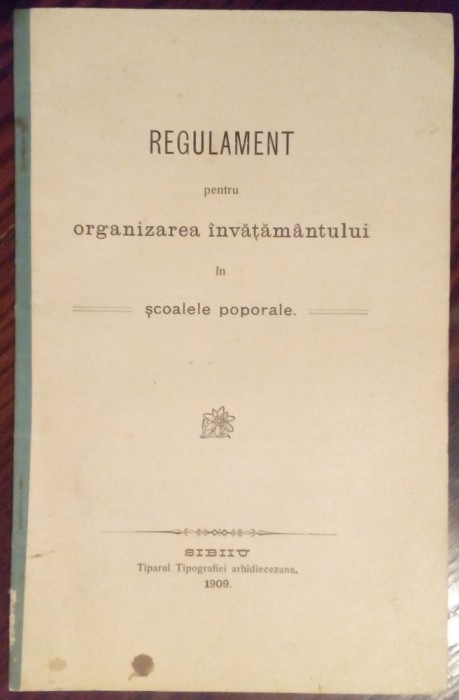 REGULAMENT
pentru
organizarea învățământului
în
școalele poporale.
SIBIIU
Tiparul Tipografiei arhidiecezane.
1909.